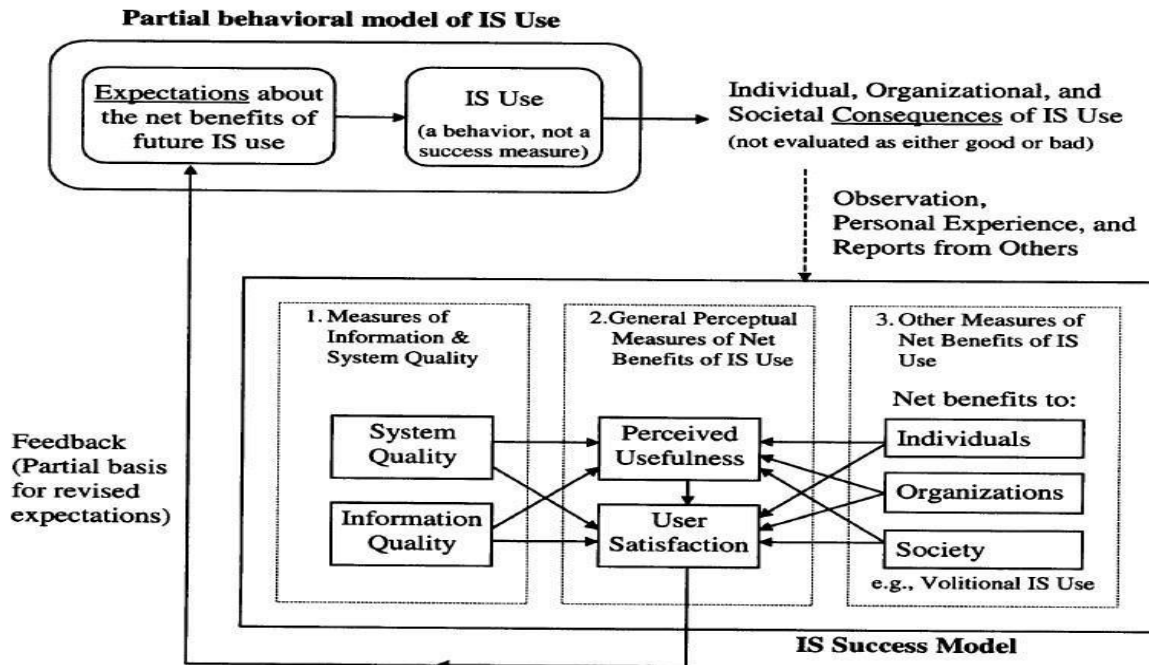 Partial behavioral model of IS Use
Expectations about
the net benefits of
future IS use
IS Use
(a behavior, not a
success measure)
Individual, Organizational, and
Societal Consequences of IS Use
(not evaluated as either good or bad)
Observation,
Personal Experience, and
Reports from Others
1. Measures of
Information &
System Quality
2. General Perceptual
Measures of Net
Benefits of IS Use
3. Other Measures of
Net Benefits of IS
Use
Net benefits to:
System
Quality
Information
Quality
Perceived
Usefulness
User
Satisfaction
Individuals
Organizations
Society
e.g., Volitional IS Use
Feedback
(Partial basis
for revised
expectations)
IS Success Model